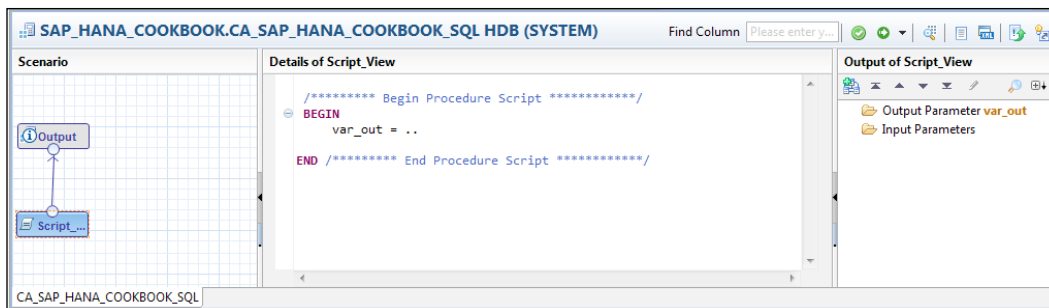 SAP_HANA_COOKBOOK.CA_SAP_HANA_COOKBOOK_SQL HDB (SYSTEM)
Find Column
Please enter y...
Scenario
Details of Script_View
Output of Script_View
/********* Begin Procedure Script ************/
BEGIN
var_out = ..
END /********* End Procedure Script ************/
Output
Script_...
Output Parameter var_out
Input Parameters
CA_SAP_HANA_COOKBOOK_SQL